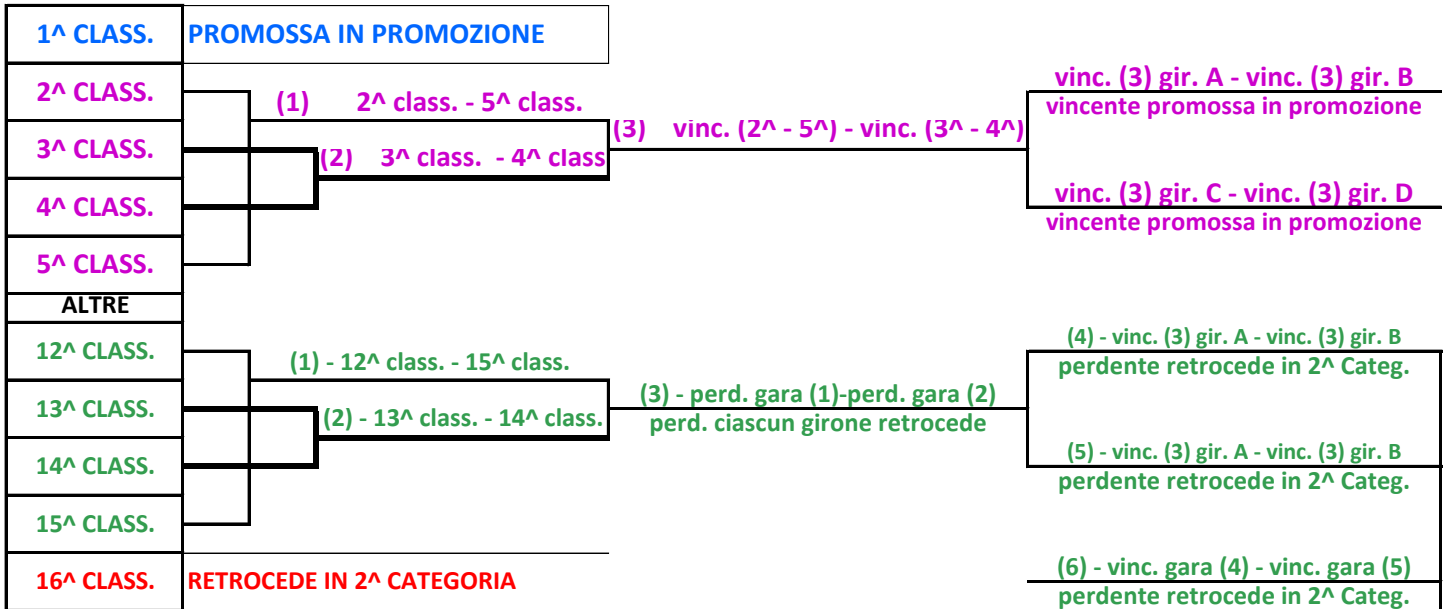 1^ CLASS. PROMOSSA IN PROMOZIONE
2^ CLASS.
3^ CLASS.
4^ CLASS.
5^ CLASS.
(1) 2^ class. - 5^ class.
(2) 3^ class. - 4^ class
(3) vinc. (2^ - 5^) - vinc. (3^ - 4^)
vinc. (3) gir. A - vinc. (3) gir. B
vincente promossa in promozione
vinc. (3) gir. C - vinc. (3) gir. D
vincente promossa in promozione
ALTRE
12^ CLASS.
13^ CLASS.
14^ CLASS.
15^ CLASS.
(1) - 12^ class. - 15^ class.
(2) - 13^ class. - 14^ class.
(3) - perd. gara (1)-perd. gara (2)
perd. ciascun girone retrocede
(4) - vinc. (3) gir. A - vinc. (3) gir. B
perdente retrocede in 2^ Categ.
(5) - vinc. (3) gir. A - vinc. (3) gir. B
perdente retrocede in 2^ Categ.
16^ CLASS. RETROCEDE IN 2^ CATEGORIA
(6) - vinc. gara (4) - vinc. gara (5)
perdente retrocede in 2^ Categ.